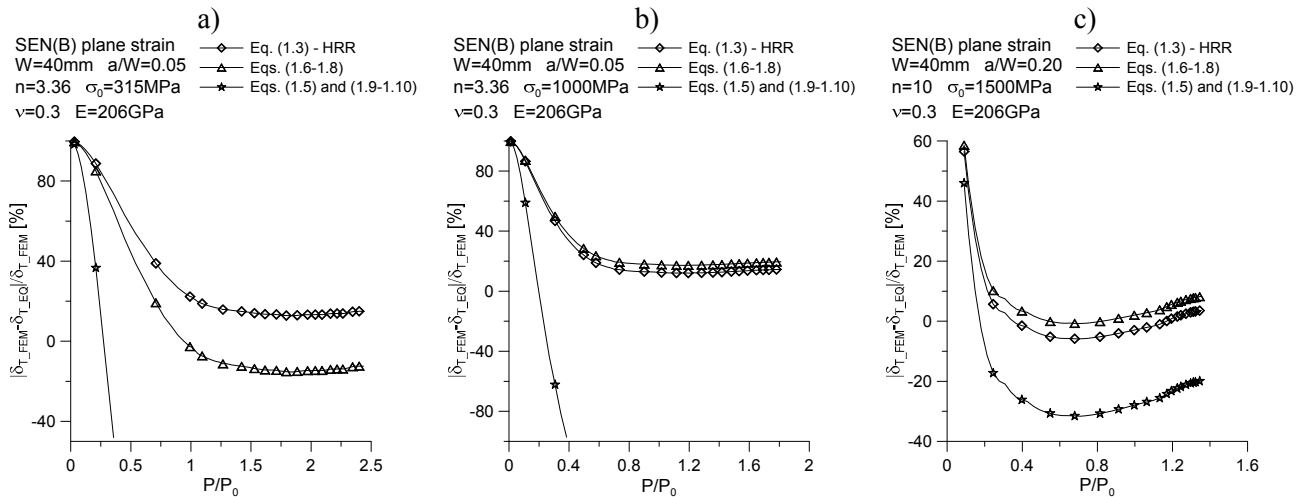 a)
SEN(B) plane strain
W=40mm a/W=0.05
n=3.36 σ₀=315MPa
ν=0.3 E=206GPa
Eq. (1.3) - HRR
Eqs. (1.6-1.8)
Eqs. (1.5) and (1.9-1.10)
|δT_FEM-δT_EQ|/δT_FEM [%]
80
40
0
-40
0 0.5 1 1.5 2 2.5
P/P₀
b)
SEN(B) plane strain
W=40mm a/W=0.05
n=3.36 σ₀=1000MPa
ν=0.3 E=206GPa
Eq. (1.3) - HRR
Eqs. (1.6-1.8)
Eqs. (1.5) and (1.9-1.10)
|δT_FEM-δT_EQ|/δT_FEM [%]
80
40
0
-40
-80
0 0.4 0.8 1.2 1.6 2
P/P₀
c)
SEN(B) plane strain
W=40mm a/W=0.20
n=10 σ₀=1500MPa
ν=0.3 E=206GPa
Eq. (1.3) - HRR
Eqs. (1.6-1.8)
Eqs. (1.5) and (1.9-1.10)
|δT_FEM-δT_EQ|/δT_FEM [%]
60
40
20
0
-20
-40
0 0.4 0.8 1.2 1.6
P/P₀